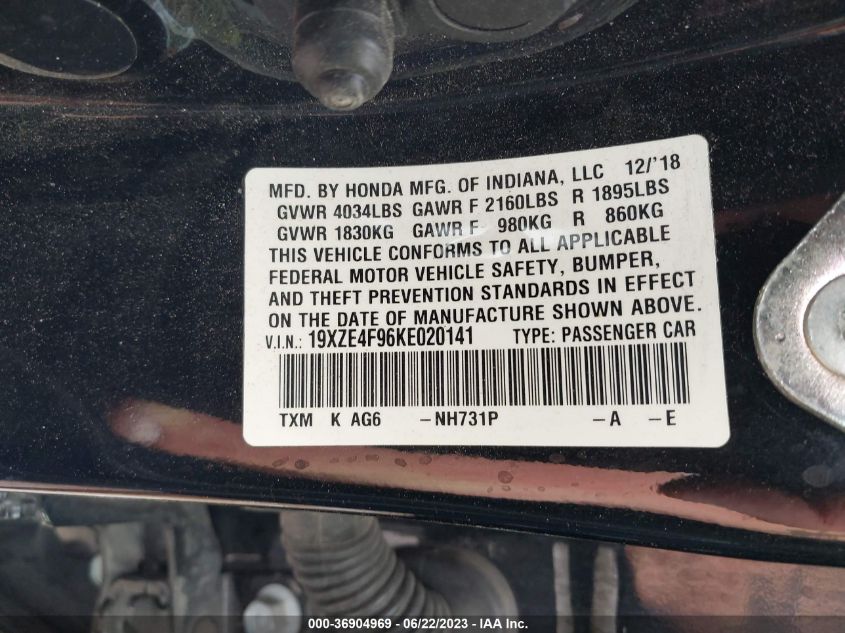 MFD. BY HONDA MFG. OF INDIANA, LLC 12/'18
GVWR 4034LBS GAWR F 2160LBS R 1895LBS
GVWR 1830KG GAWR F 980KG R 860KG
THIS VEHICLE CONFORMS TO ALL APPLICABLE
FEDERAL MOTOR VEHICLE SAFETY, BUMPER,
AND THEFT PREVENTION STANDARDS IN EFFECT
ON THE DATE OF MANUFACTURE SHOWN ABOVE.
V.I.N.: 19XZE4F96KE020141 TYPE: PASSENGER CAR
TXM K AG6 -NH731P -A -E
000-36904969 - 06/22/2023 - IAA Inc.